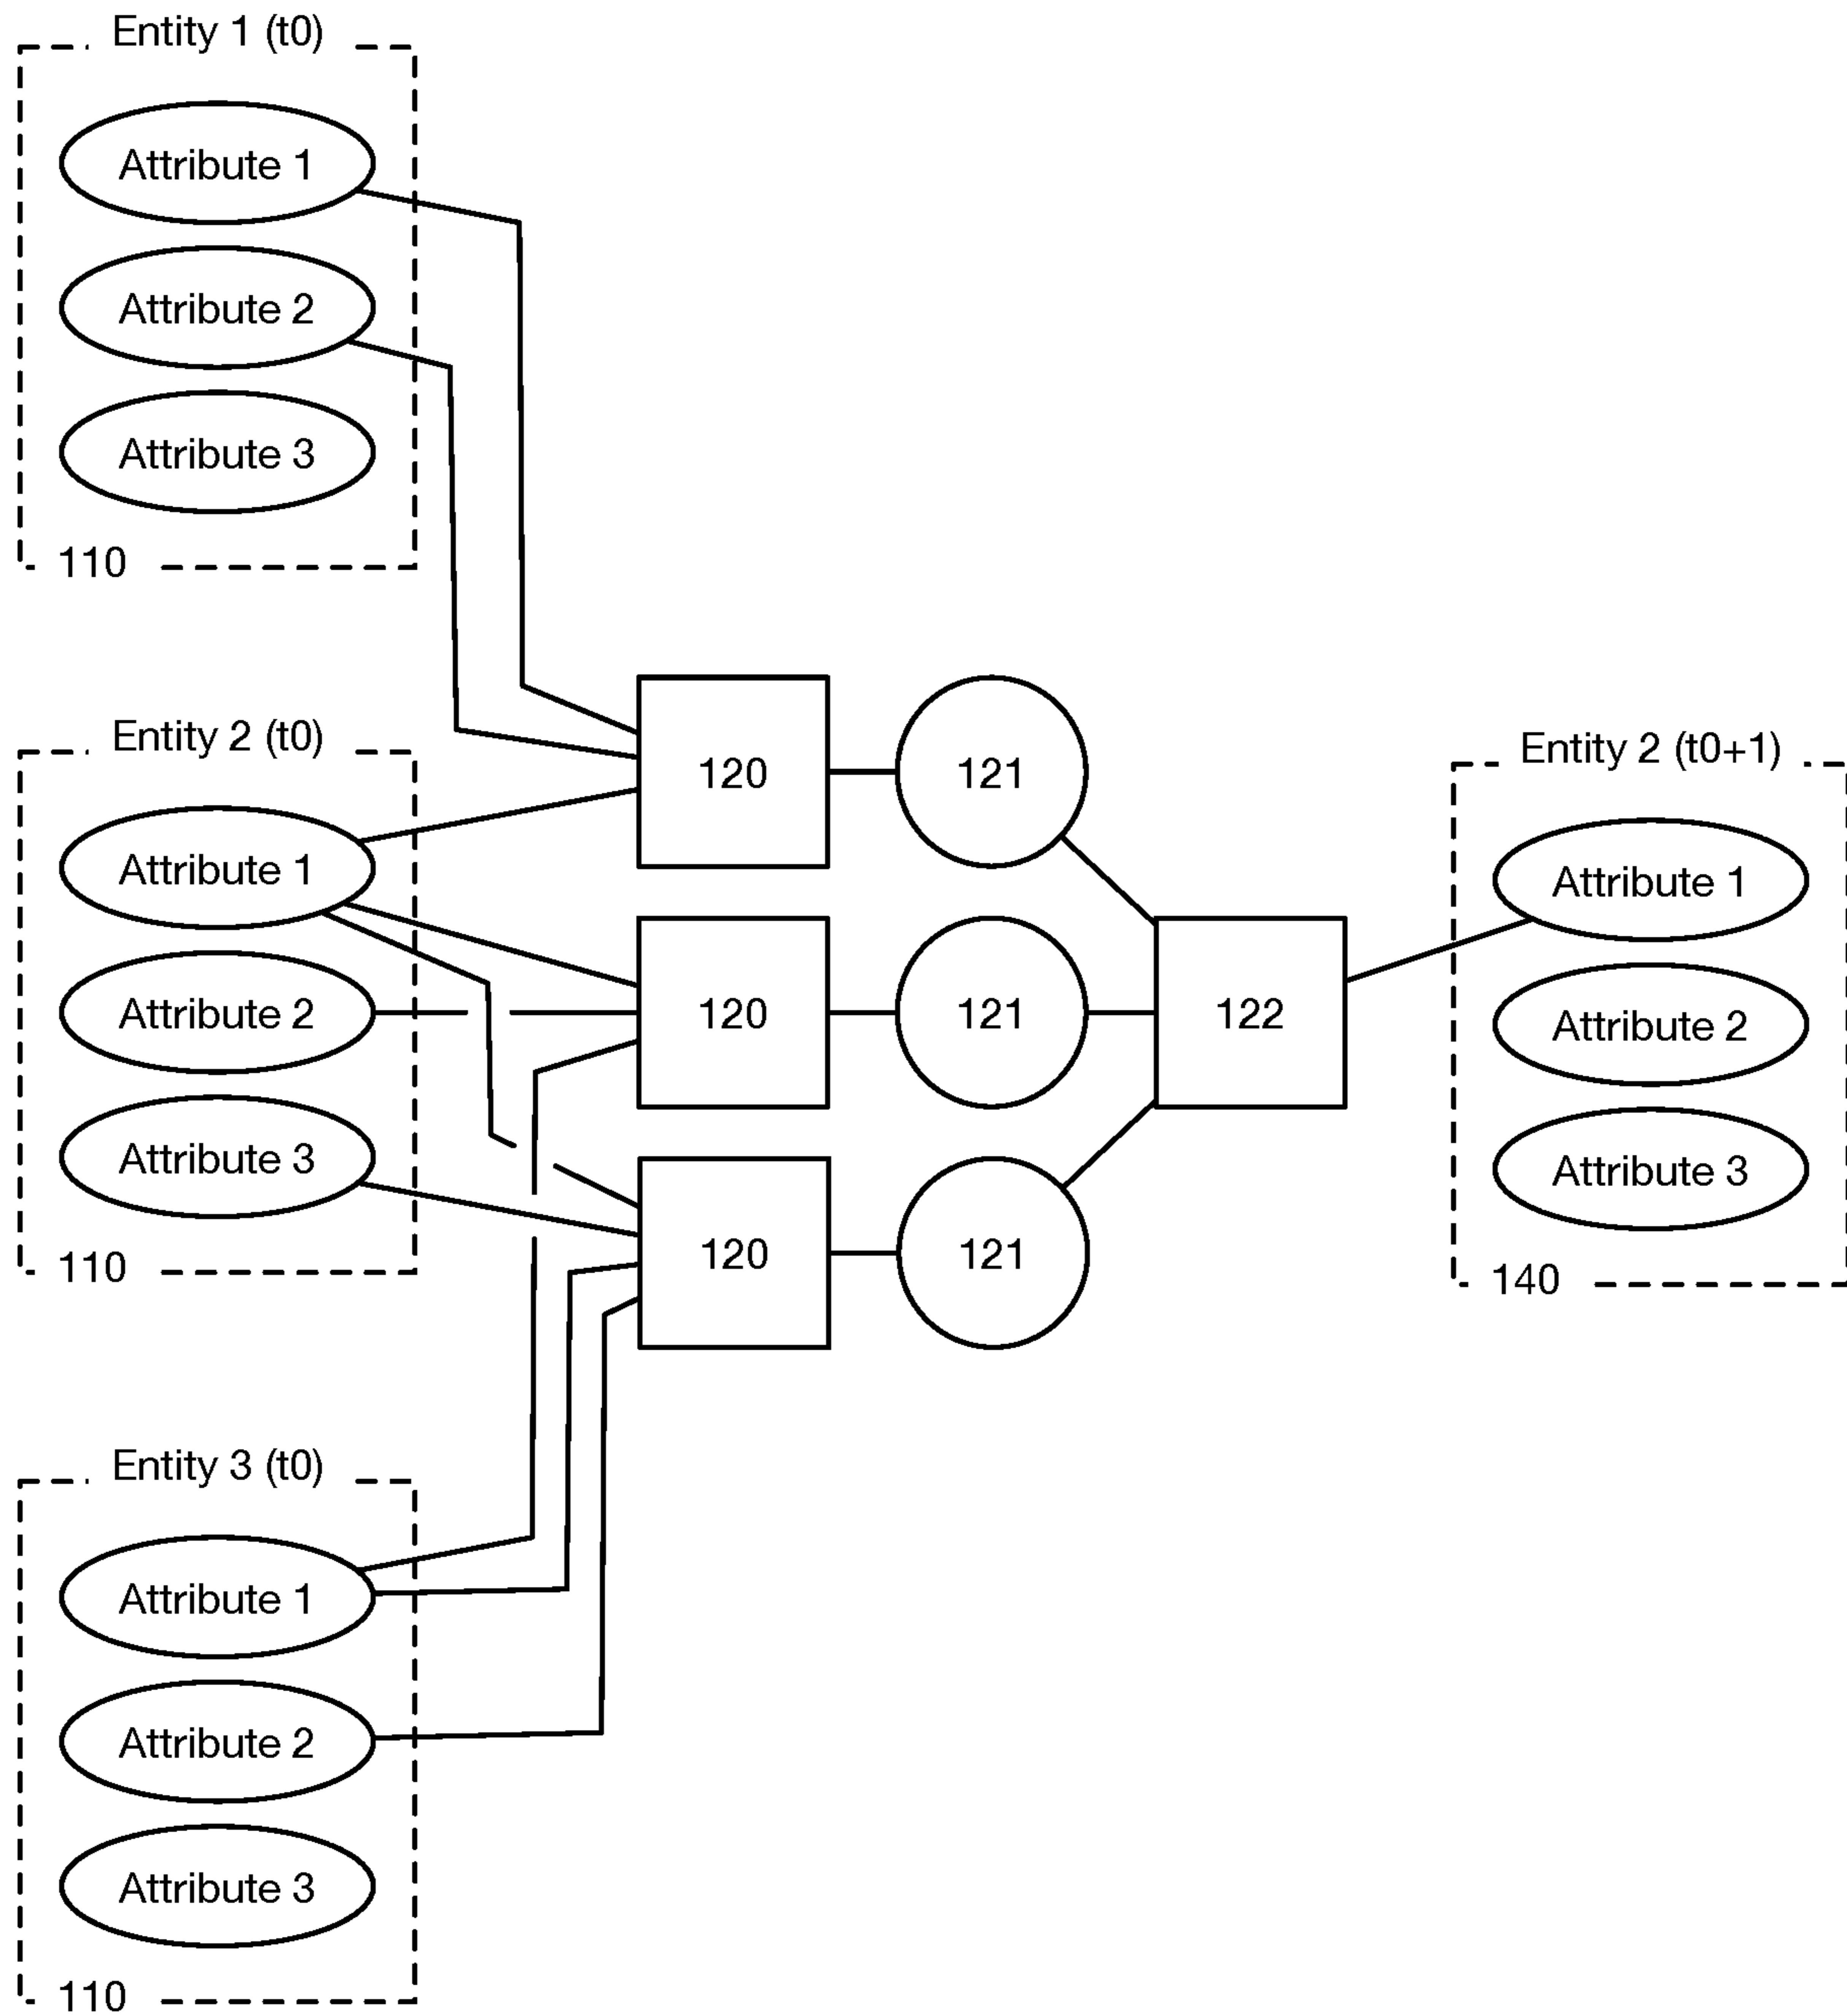 Entity 1 (t0)
Attribute 1
Attribute 2
Attribute 3
110
Entity 2 (t0)
Attribute 1
Attribute 2
Attribute 3
110
Entity 3 (t0)
Attribute 1
Attribute 2
Attribute 3
110
120
121
120
121
122
120
121
Entity 2 (t0+1)
Attribute 1
Attribute 2
Attribute 3
140